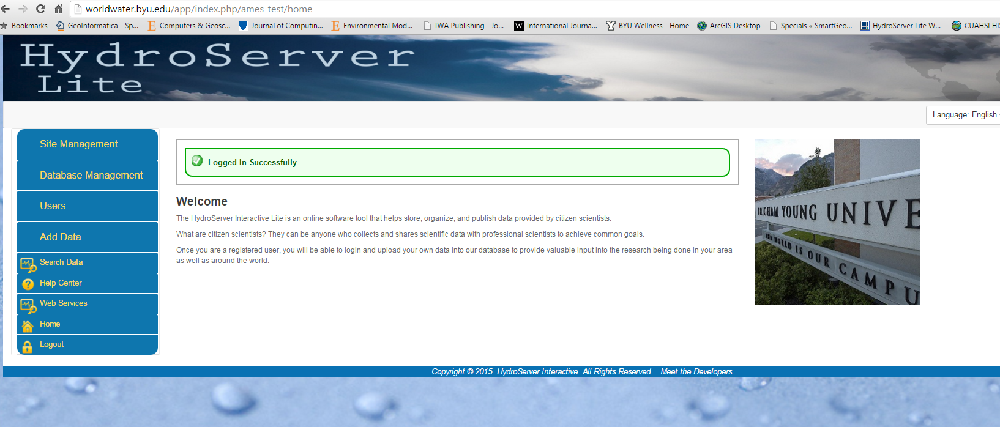 worldwater.byu.edu/app/index.php/ames_test/home
Bookmarks GeoInformatica - Sp... Computers & Geosc... Journal of Computin... Environmental Mod... IWA Publishing - Jo... International Journa... BYU Wellness - Home ArcGIS Desktop Specials « SmartGeo... HydroServer Lite W... CUAHSI HI
HydroServer
Lite
Language: English
Site Management
Database Management
Users
Add Data
Search Data
Help Center
Web Services
Home
Logout
Logged In Successfully
Welcome
The HydroServer Interactive Lite is an online software tool that helps store, organize, and publish data provided by citizen scientists.
What are citizen scientists? They can be anyone who collects and shares scientific data with professional scientists to achieve common goals.
Once you are a registered user, you will be able to login and upload your own data into our database to provide valuable input into the research being done in your area
as well as around the world.
BRIGHAM YOUNG UNIVE
THE WORLD IS OUR CAMPU
Copyright © 2015. HydroServer Interactive. All Rights Reserved. Meet the Developers